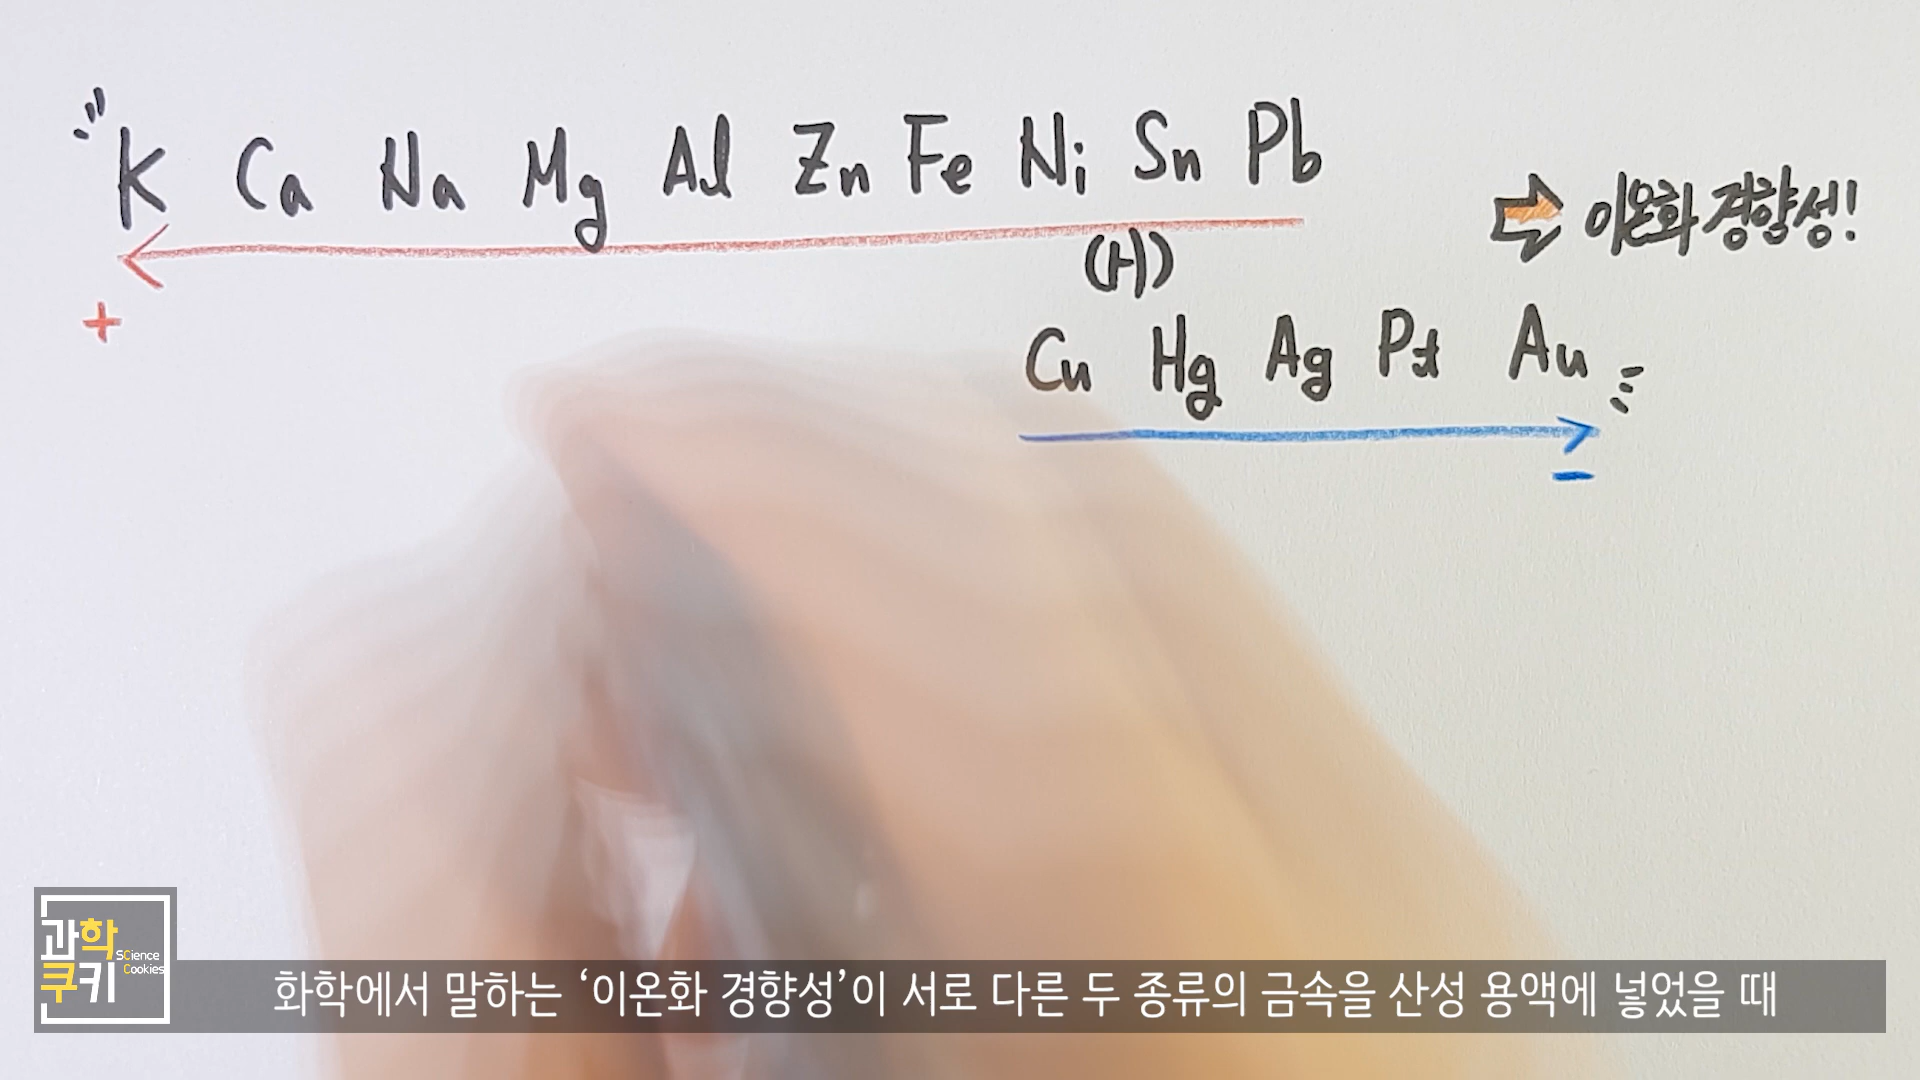 K Ca Na Mg Al Zn Fe Ni Sn Pb
이온화 경향성!
(H)
+
Cu Hg Ag Pt Au
-
과학
쿠키
SCience
Cookies
화학에서 말하는 ‘이온화 경향성’이 서로 다른 두 종류의 금속을 산성 용액에 넣었을 때